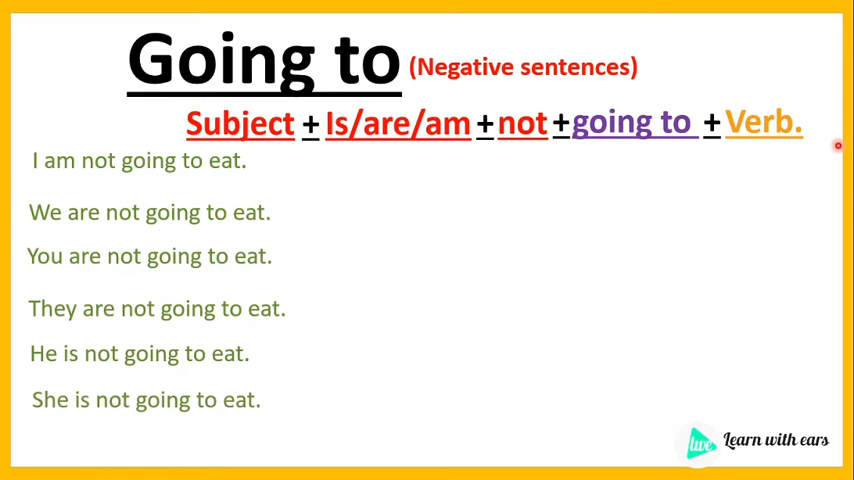 Going to (Negative sentences)
Subject + Is/are/am + not + going to + Verb.
I am not going to eat.
We are not going to eat.
You are not going to eat.
They are not going to eat.
He is not going to eat.
She is not going to eat.
live Learn with ears